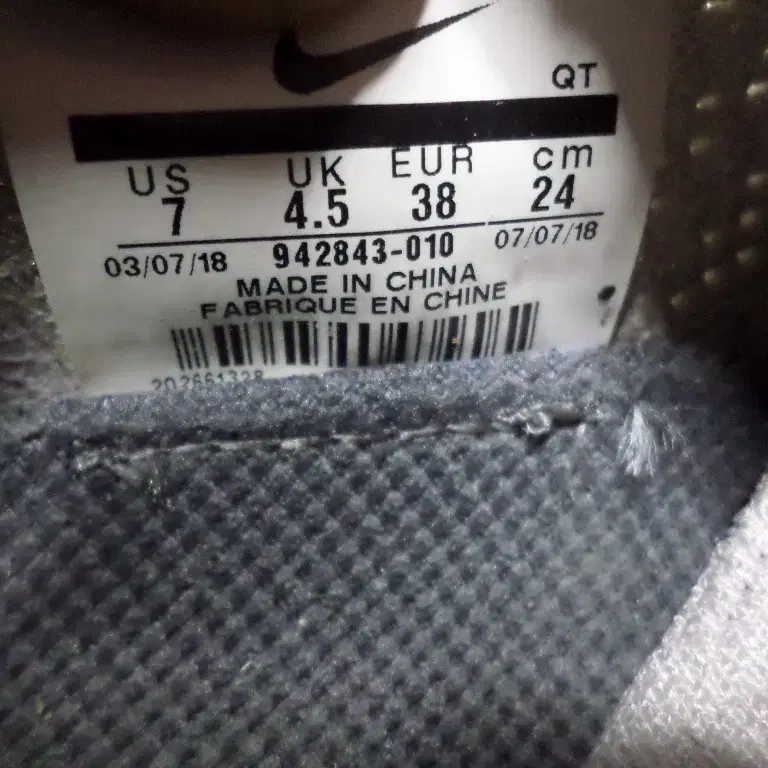 QT
US UK EUR cm
7 4.5 38 24
03/07/18 942843-010 07/07/18
MADE IN CHINA
FABRIQUE EN CHINE
202661328